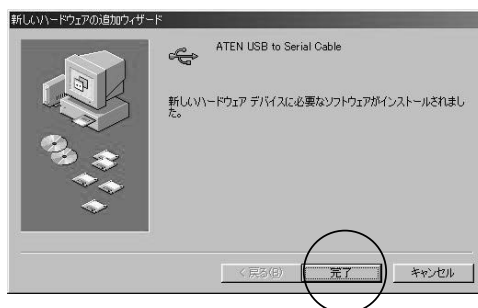 新しいハードウェアの追加ウィザード
ATEN USB to Serial Cable
新しいハードウェア デバイスに必要なソフトウェアがインストールされまし
た。
< 戻る(B)
完了
キャンセル